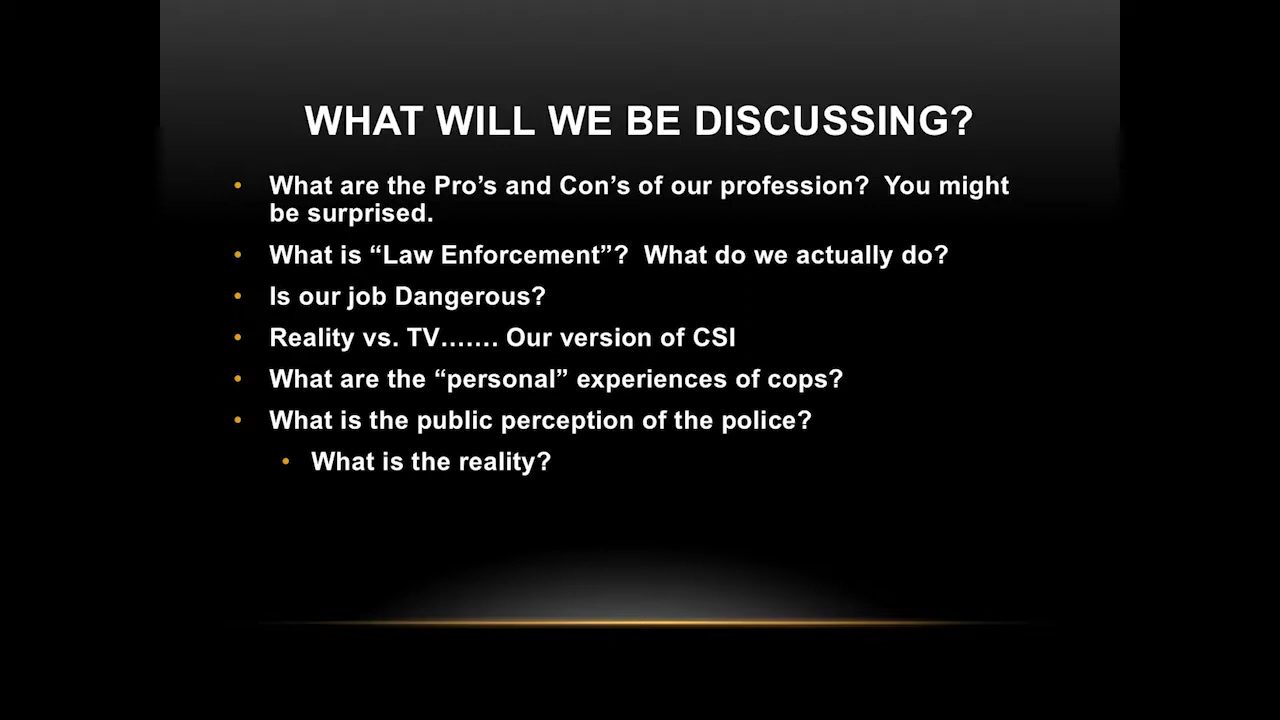 WHAT WILL WE BE DISCUSSING?
• What are the Pro’s and Con’s of our profession?  You might
be surprised.
• What is “Law Enforcement”?  What do we actually do?
• Is our job Dangerous?
• Reality vs. TV……. Our version of CSI
• What are the “personal” experiences of cops?
• What is the public perception of the police?
• What is the reality?